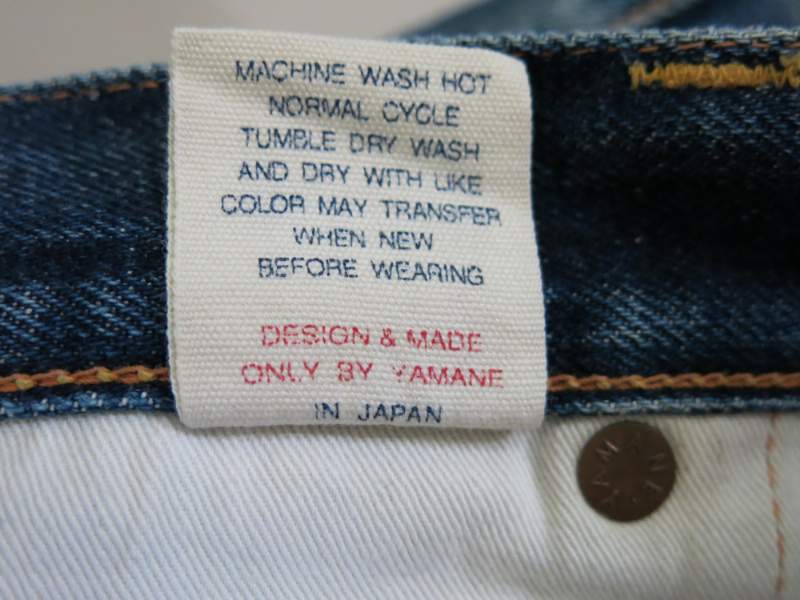 MACHINE WASH HOT
NORMAL CYCLE
TUMBLE DRY WASH
AND DRY WITH LIKE
COLOR MAY TRANSFER
WHEN NEW
BEFORE WEARING
DESIGN & MADE
ONLY BY YAMANE
IN JAPAN
YAMANE